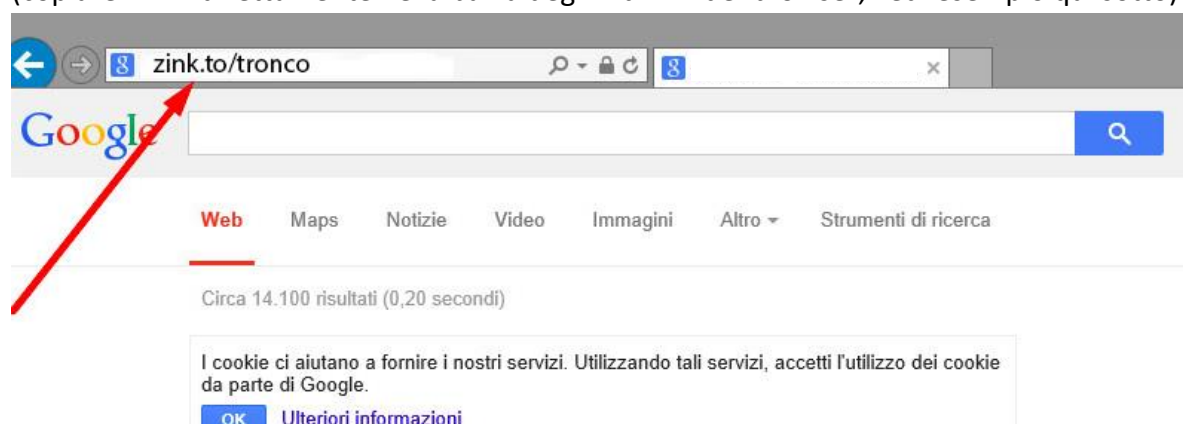 zink.to/tronco
Google
Web Maps Notizie Video Immagini Altro Strumenti di ricerca
Circa 14.100 risultati (0,20 secondi)
I cookie ci aiutano a fornire i nostri servizi. Utilizzando tali servizi, accetti l'utilizzo dei cookie
da parte di Google.
OK Ulteriori informazioni